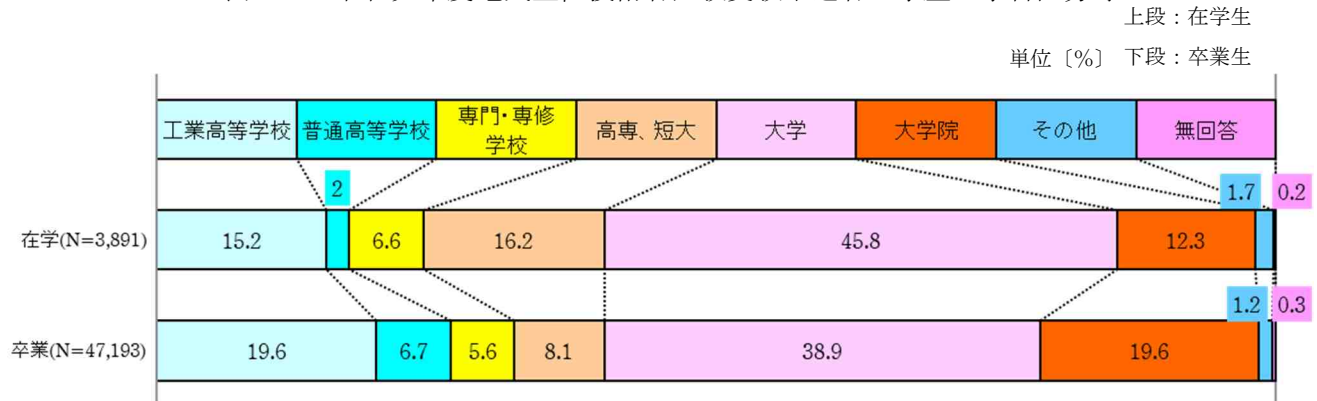 上段：在学生
単位〔%〕 下段：卒業生
工業高等学校 普通高等学校 専門・専修学校 高専、短大 大学 大学院 その他 無回答
2 1.7 0.2
在学(N=3,891) 15.2 6.6 16.2 45.8 12.3
1.2 0.3
卒業(N=47,193) 19.6 6.7 5.6 8.1 38.9 19.6